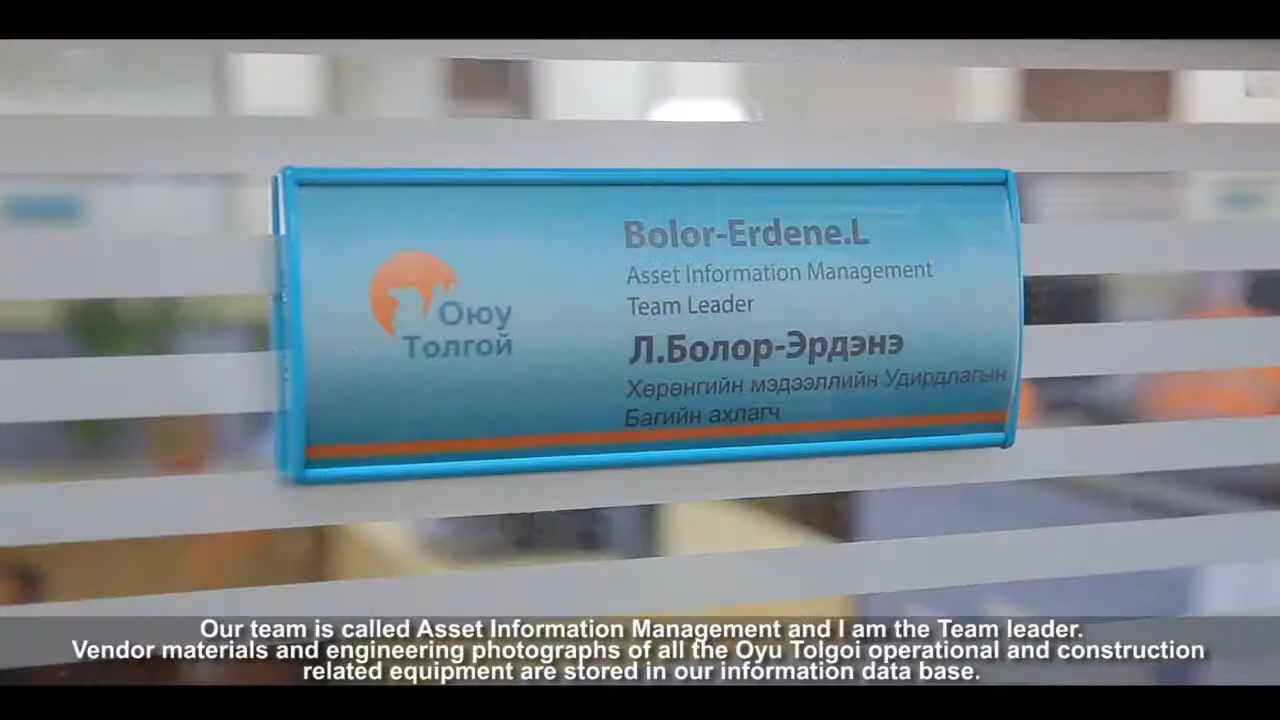 Оюу
Толгой
Bolor-Erdene.L
Asset Information Management
Team Leader
Л.Болор-Эрдэнэ
Хөрөнгийн мэдээллийн Удирдлагын
Багийн ахлагч
Our team is called Asset Information Management and I am the Team leader.
Vendor materials and engineering photographs of all the Oyu Tolgoi operational and construction
related equipment are stored in our information data base.